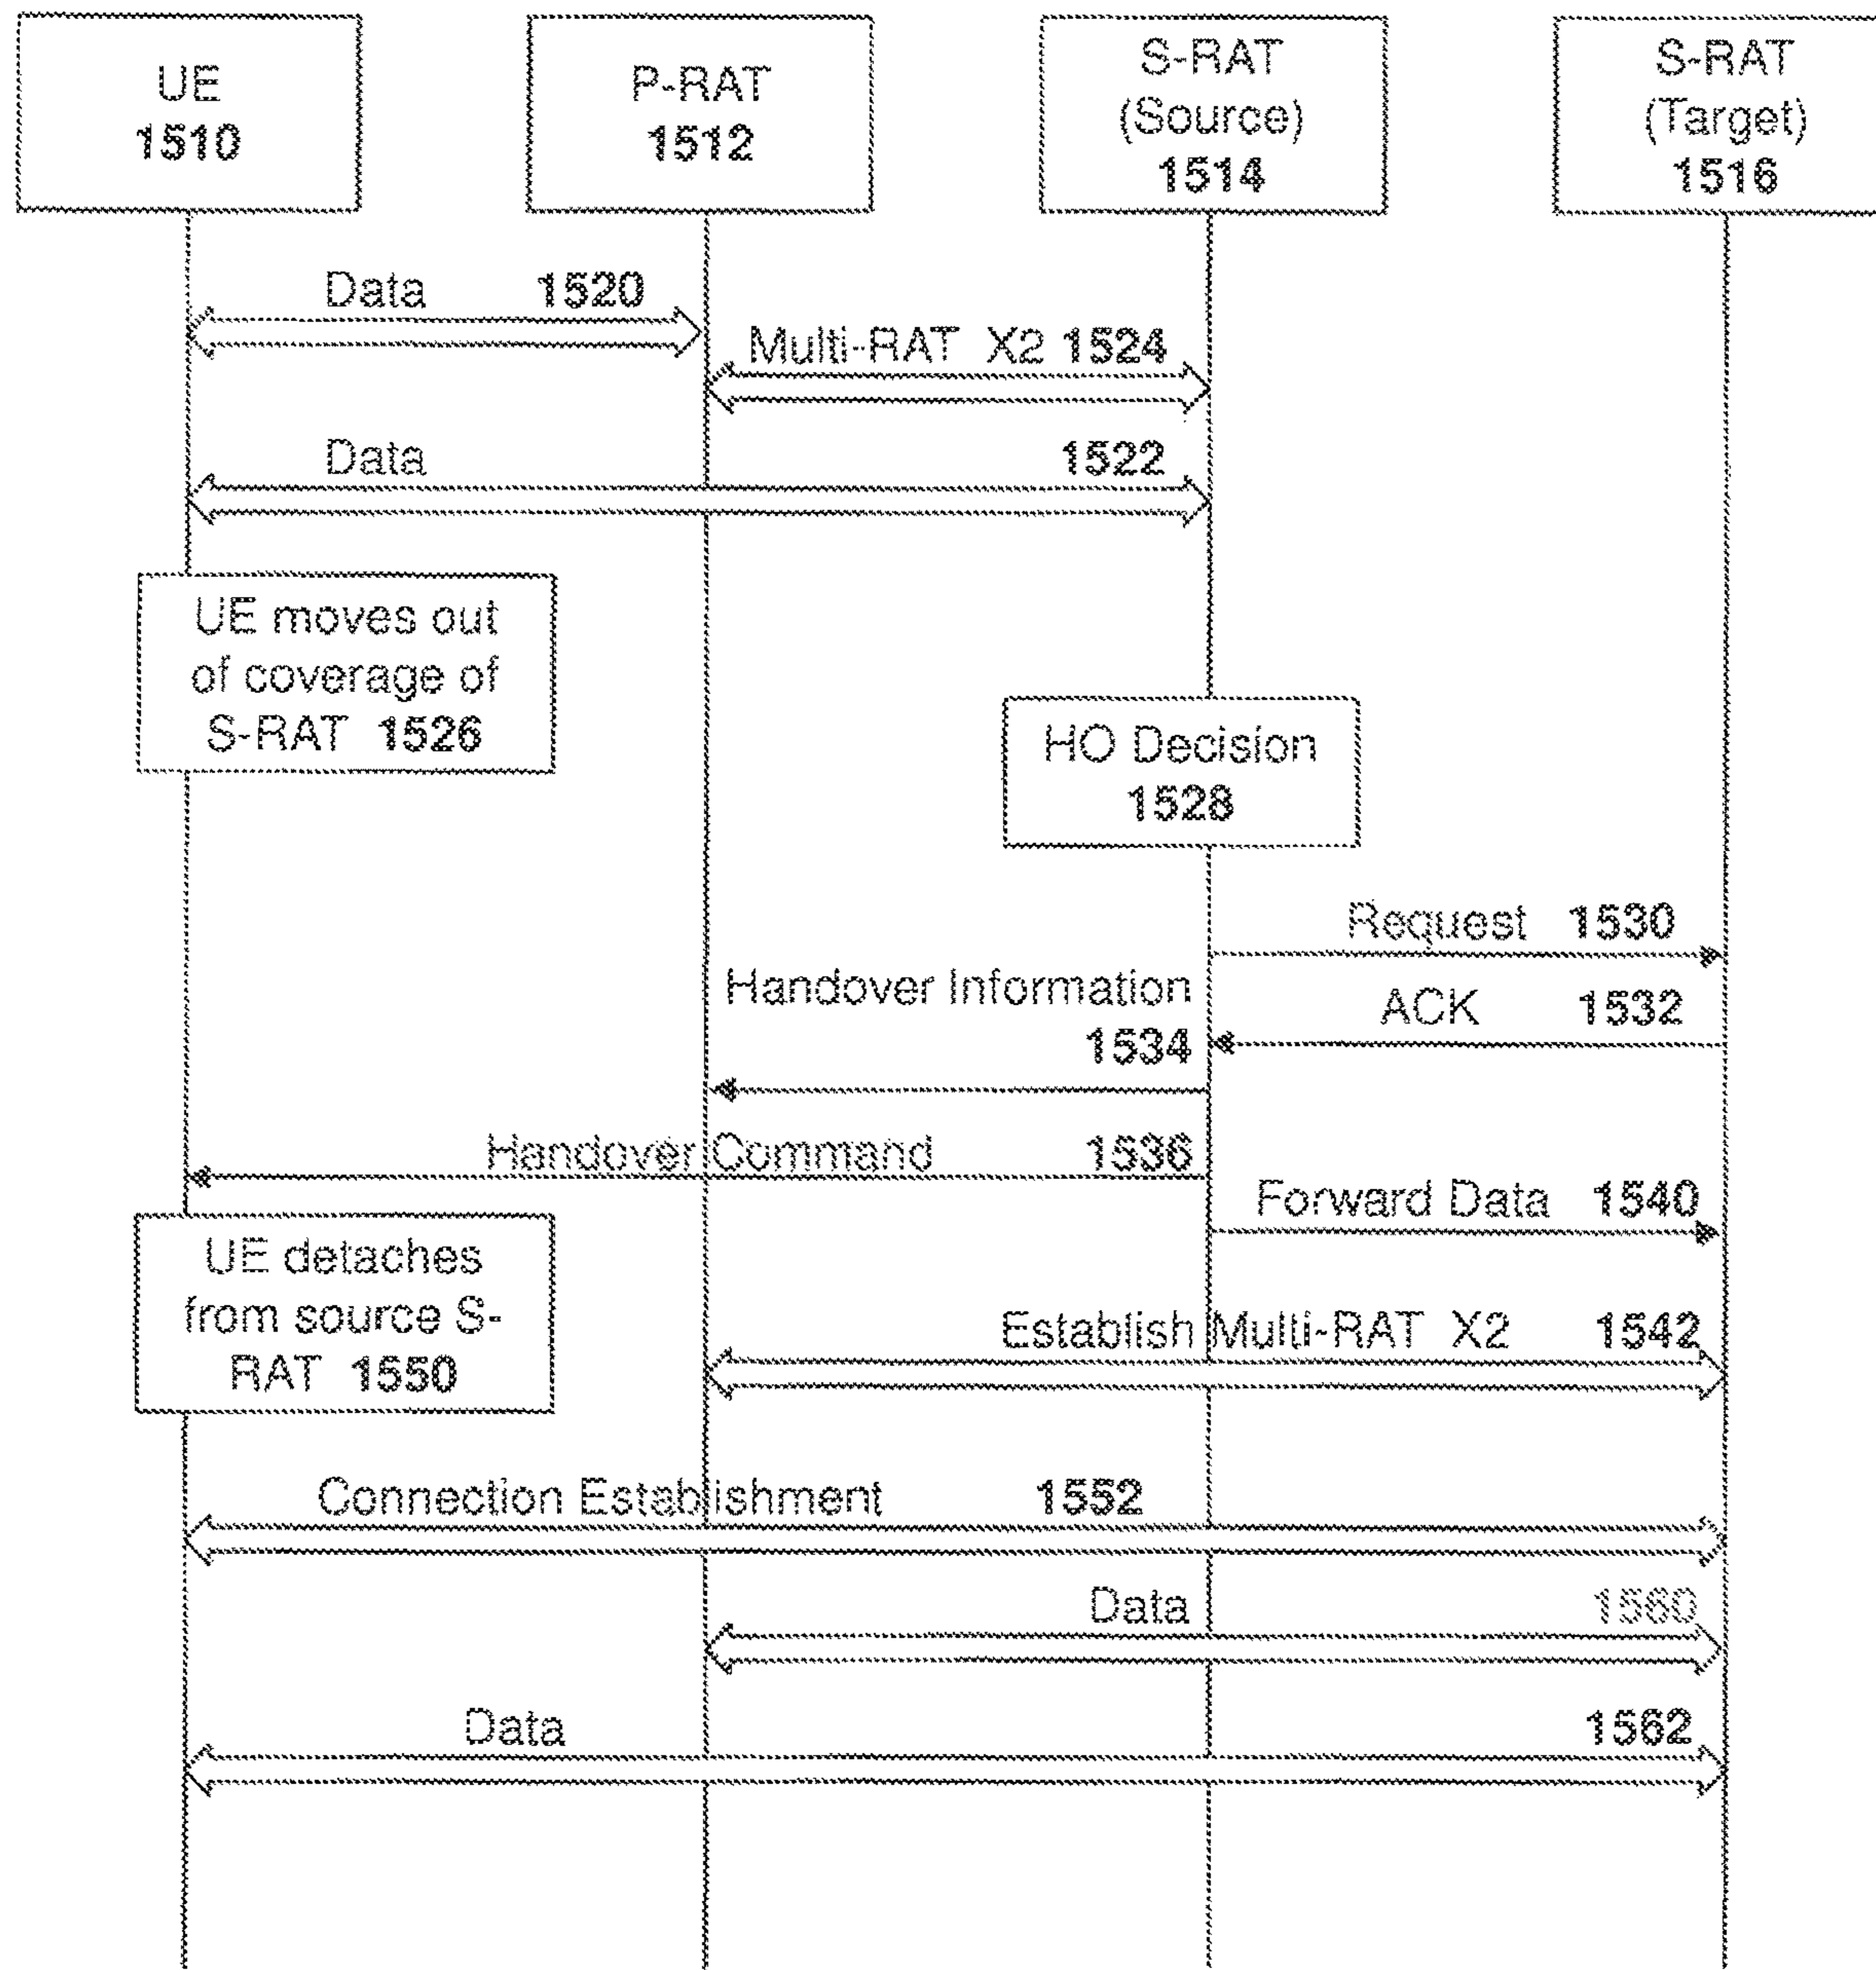 UE
1510
P-RAT
1512
S-RAT
(Source)
1514
S-RAT
(Target)
1516
Data 1520
Multi-RAT X2 1524
Data 1522
UE moves out
of coverage of
S-RAT 1526
HO Decision
1528
Request 1530
Handover Information
1534
ACK 1532
Handover Command 1536
Forward Data 1540
UE detaches
from source S-
RAT 1550
Establish Multi-RAT X2 1542
Connection Establishment 1552
Data 1560
Data 1562